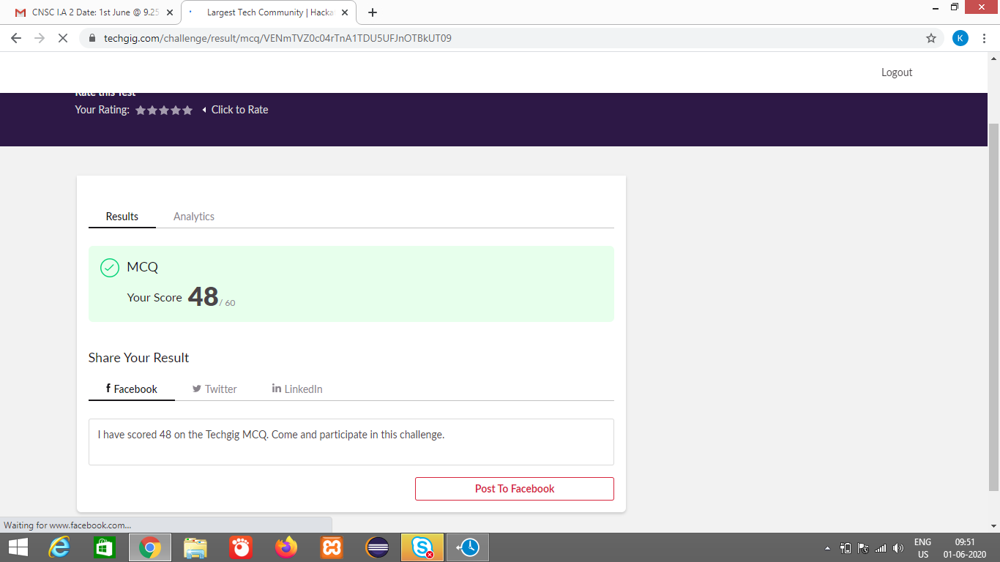 CNSC I.A 2 Date: 1st June @ 9.25
Largest Tech Community | Hacka
techgig.com/challenge/result/mcq/VENmTVZ0c04rTnA1TDU5UFJnOTBkUT09
K
Logout
Rate this Test
Your Rating: Click to Rate
Results Analytics
MCQ
Your Score 48 / 60
Share Your Result
f Facebook Twitter in LinkedIn
I have scored 48 on the Techgig MCQ. Come and participate in this challenge.
Post To Facebook
Waiting for www.facebook.com...
ENG 09:51
US 01-06-2020